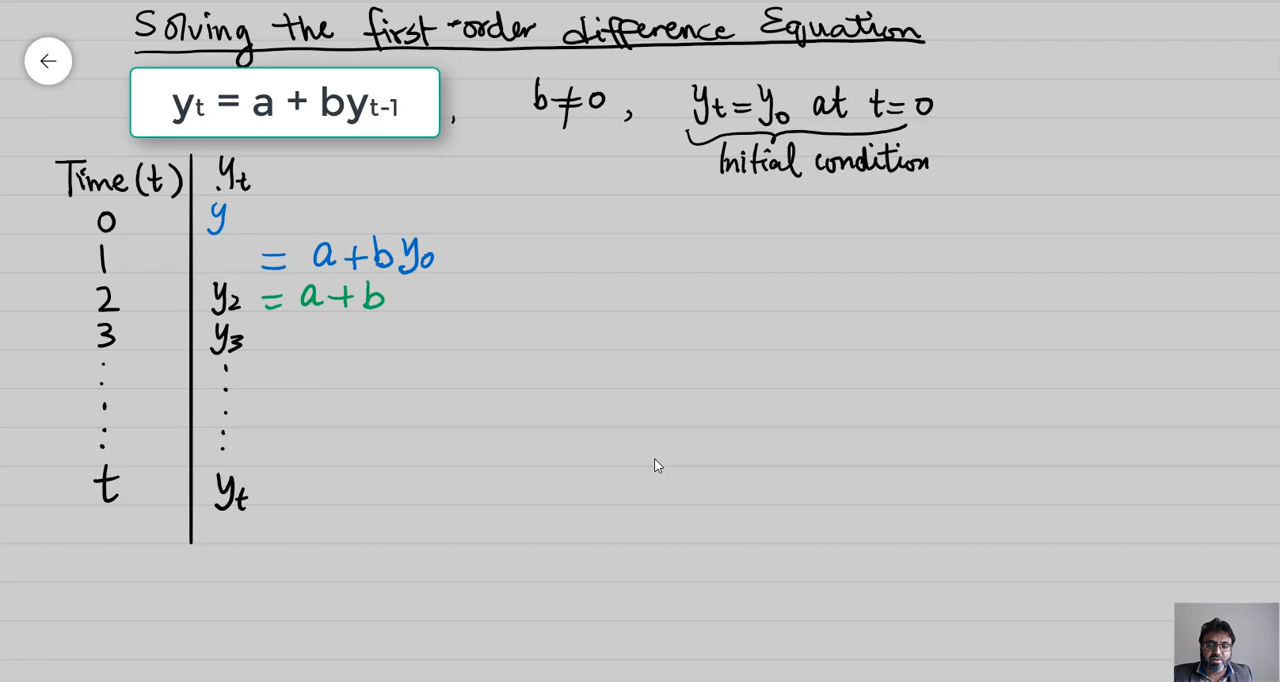 Solving the first-order difference Equation
yt = a + byt-1 , b≠0 , yt=y0 at t=0
Initial condition
Time(t) yt
0 y
1 = a+by0
2 y2 = a+b
3 y3
t yt